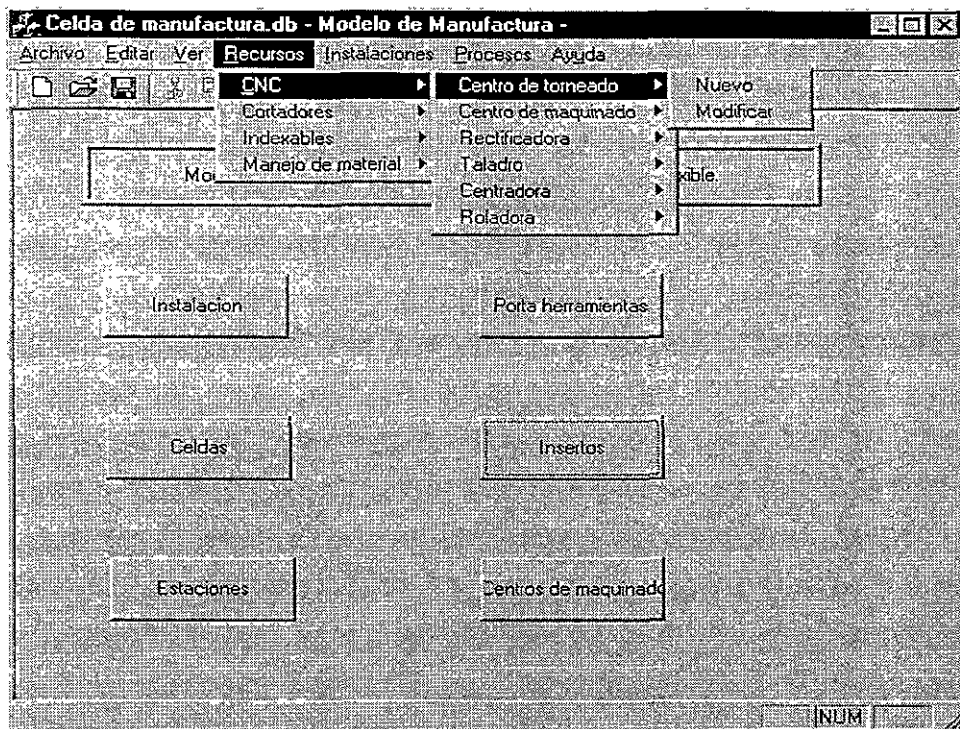 Celda de manufactura.db - Modelo de Manufactura -
Archivo Editar Ver Recursos Instalaciones Procesos Ayuda
CNC
Cortadores
Indexables
Manejo de material
Centro de torneado
Centro de maquinado
Rectificadora
Taladro
Centradora
Roladora
Nuevo
Modificar
Mo
xible.
Instalacion
Porta herramientas
Celdas
Insertos
Estaciones
Centros de maquinado
NUM